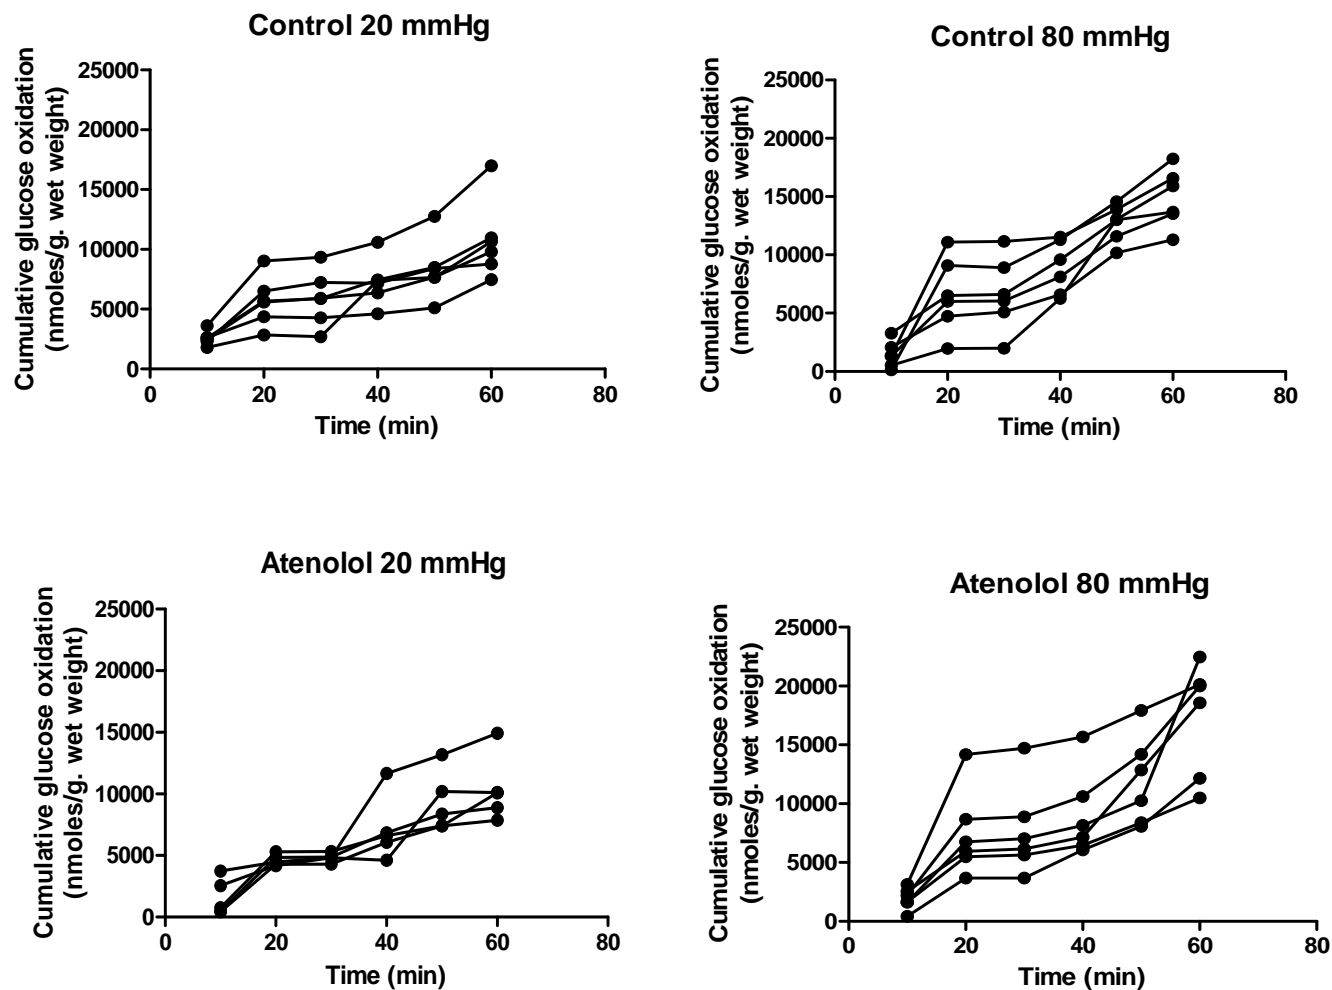 Control 20 mmHg
Cumulative glucose oxidation
(nmoles/g. wet weight)
25000
20000
15000
10000
5000
0
0 20 40 60 80
Time (min)
Control 80 mmHg
Cumulative glucose oxidation
(nmoles/g. wet weight)
25000
20000
15000
10000
5000
0
0 20 40 60 80
Time (min)
Atenolol 20 mmHg
Cumulative glucose oxidation
(nmoles/g. wet weight)
25000
20000
15000
10000
5000
0
0 20 40 60 80
Time (min)
Atenolol 80 mmHg
Cumulative glucose oxidation
(nmoles/g. wet weight)
25000
20000
15000
10000
5000
0
0 20 40 60 80
Time (min)